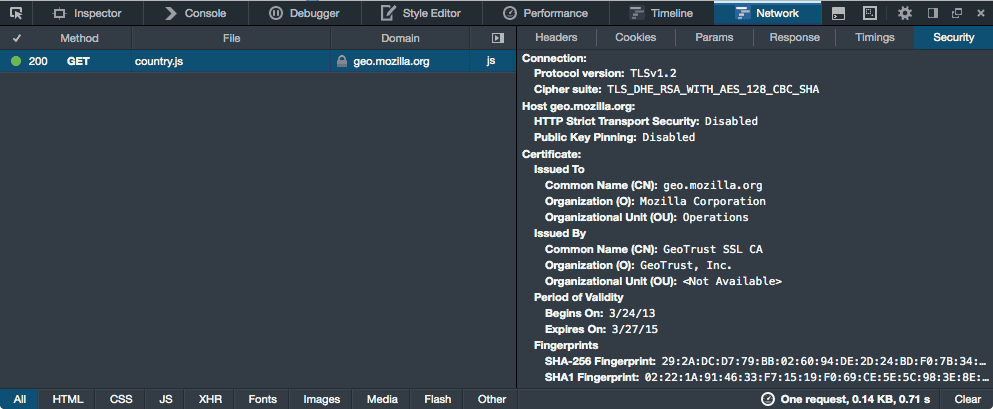 Inspector Console Debugger Style Editor Performance Timeline Network
Method File Domain
Headers Cookies Params Response Timings Security
200 GET country.js geo.mozilla.org js
Connection:
Protocol version: TLSv1.2
Cipher suite: TLS_DHE_RSA_WITH_AES_128_CBC_SHA
Host geo.mozilla.org:
HTTP Strict Transport Security: Disabled
Public Key Pinning: Disabled
Certificate:
Issued To
Common Name (CN): geo.mozilla.org
Organization (O): Mozilla Corporation
Organizational Unit (OU): Operations
Issued By
Common Name (CN): GeoTrust SSL CA
Organization (O): GeoTrust, Inc.
Organizational Unit (OU): <Not Available>
Period of Validity
Begins On: 3/24/13
Expires On: 3/27/15
Fingerprints
SHA-256 Fingerprint: 29:2A:DC:D7:79:BB:02:60:94:DE:2D:24:BD:F0:7B:34:…
SHA1 Fingerprint: 02:22:1A:91:46:33:F7:15:19:F0:69:CE:5E:5C:98:3E:8E:…
All HTML CSS JS XHR Fonts Images Media Flash Other One request, 0.14 KB, 0.71 s Clear